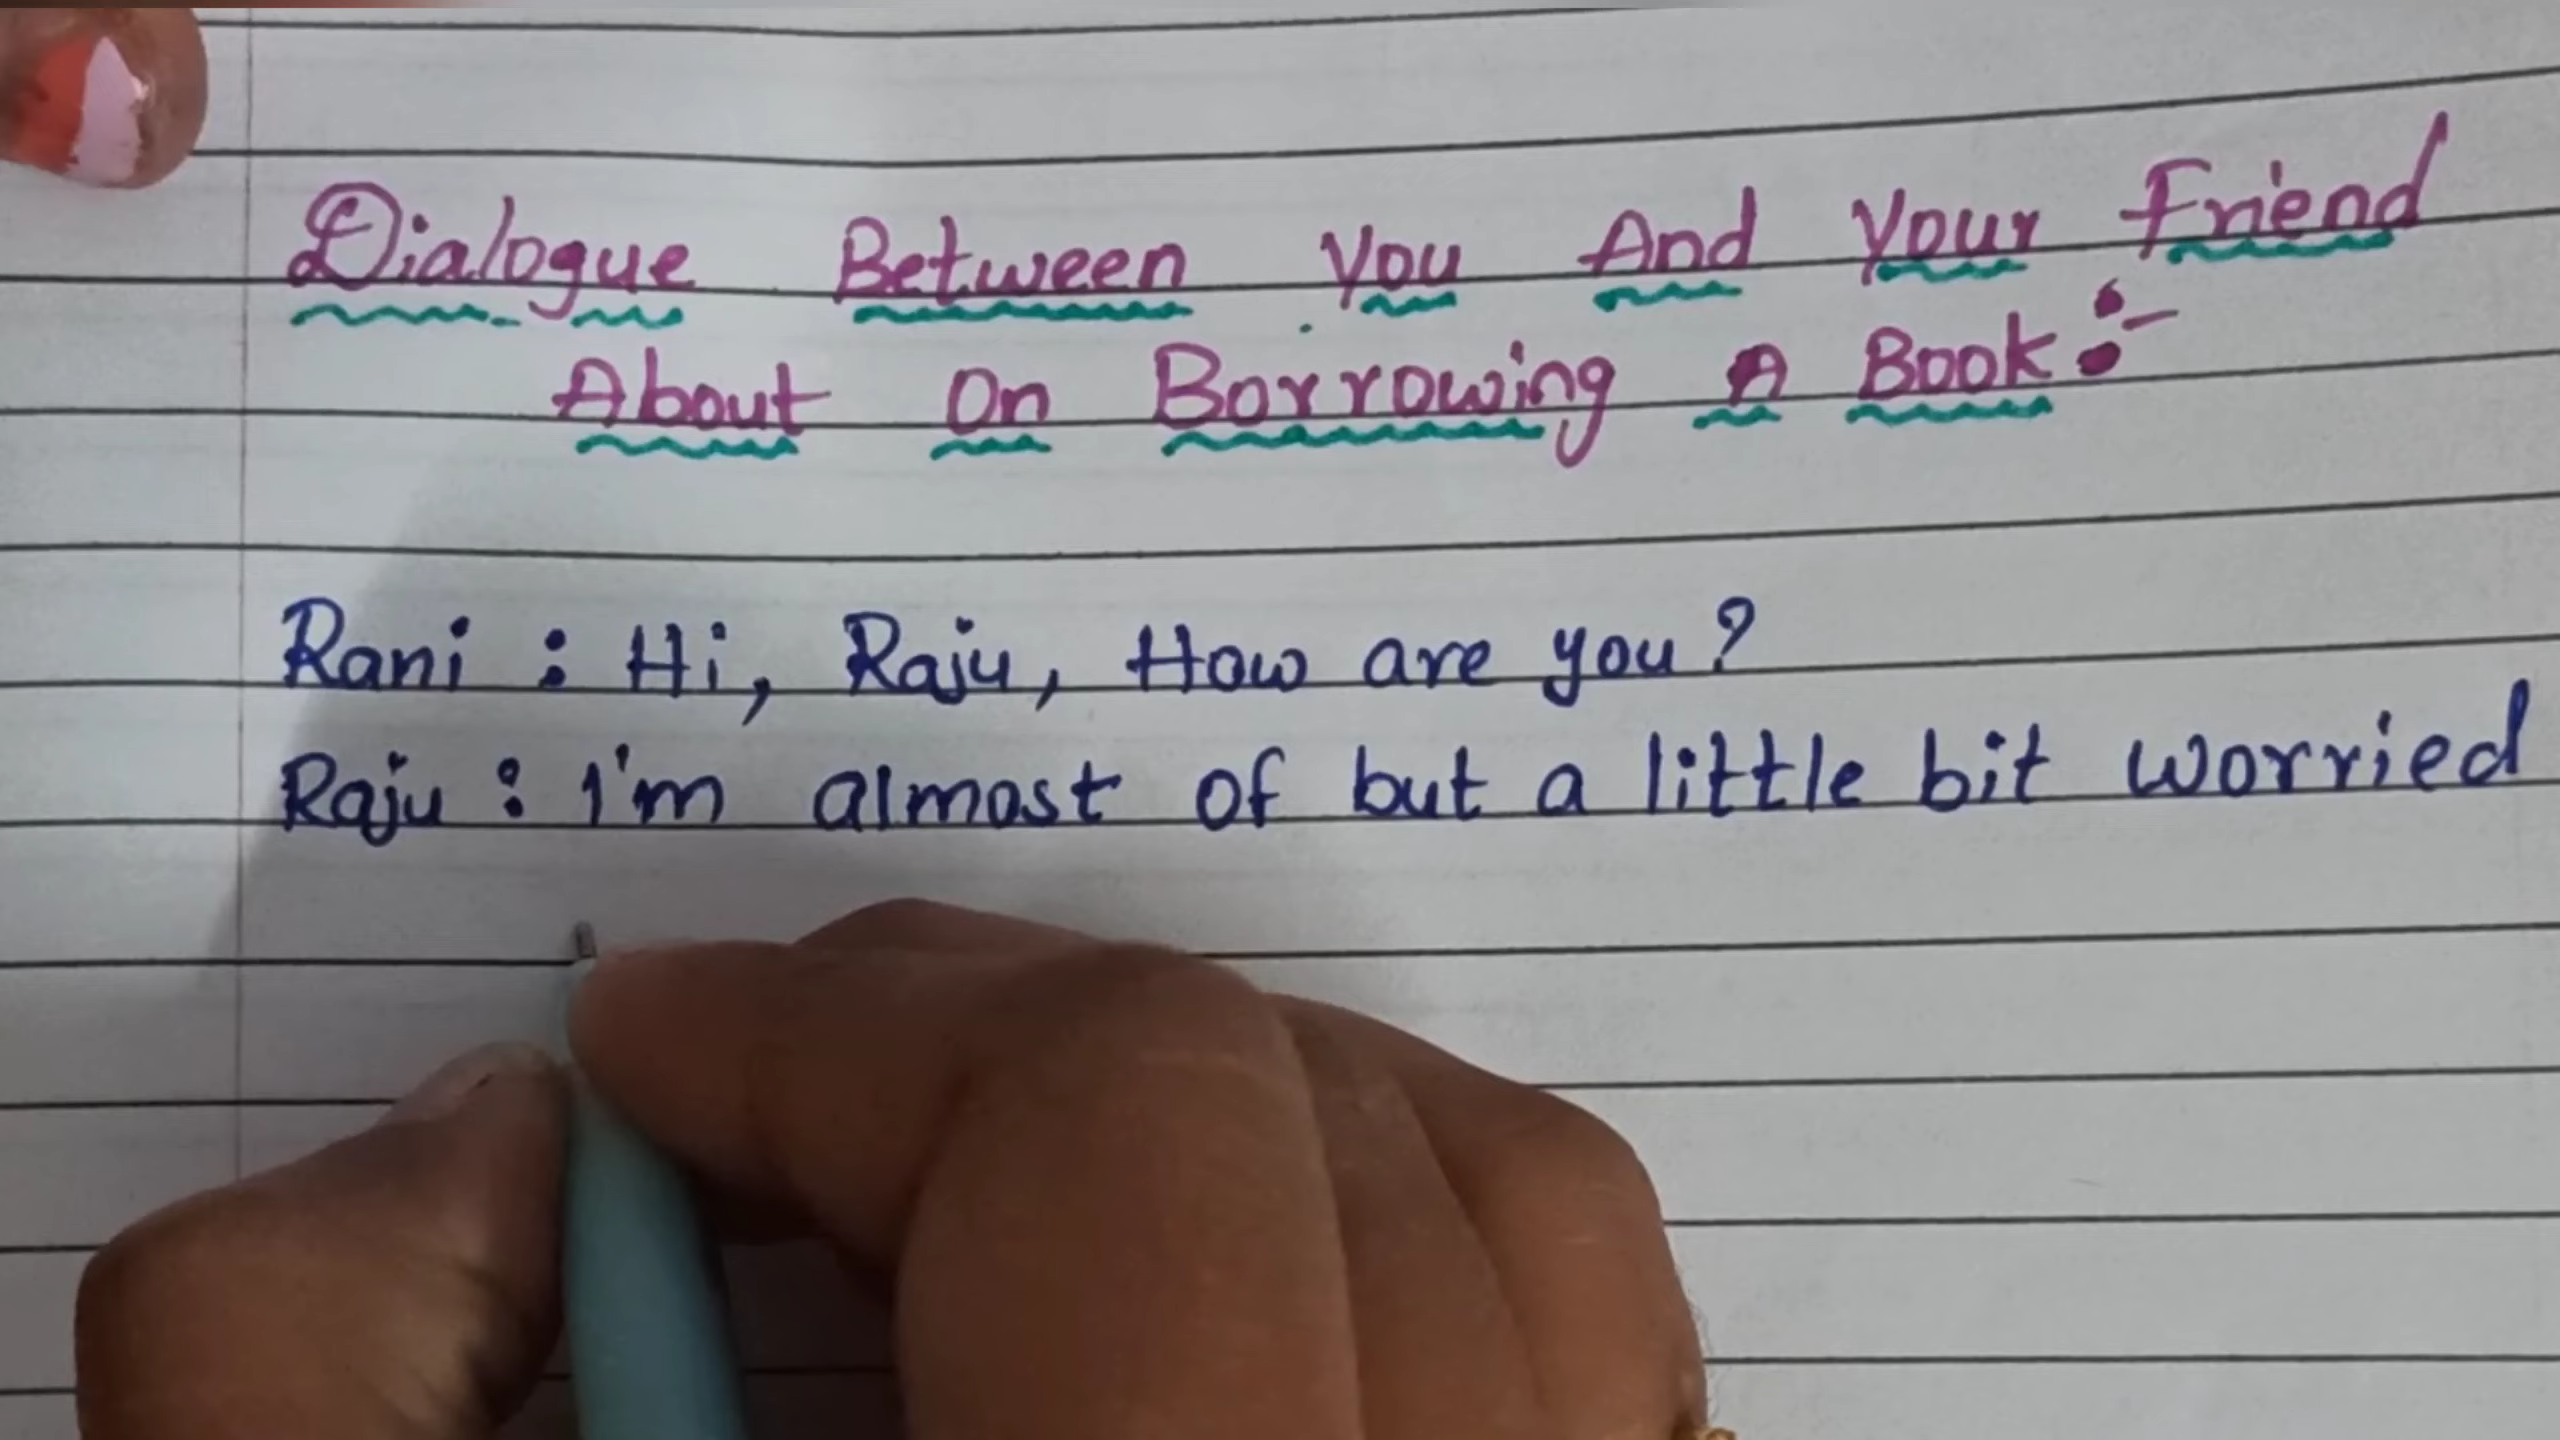 Dialogue Between You And Your Friend
About On Borrowing A Book :-
Rani : Hi, Raju, How are you?
Raju : I'm almost of but a little bit worried